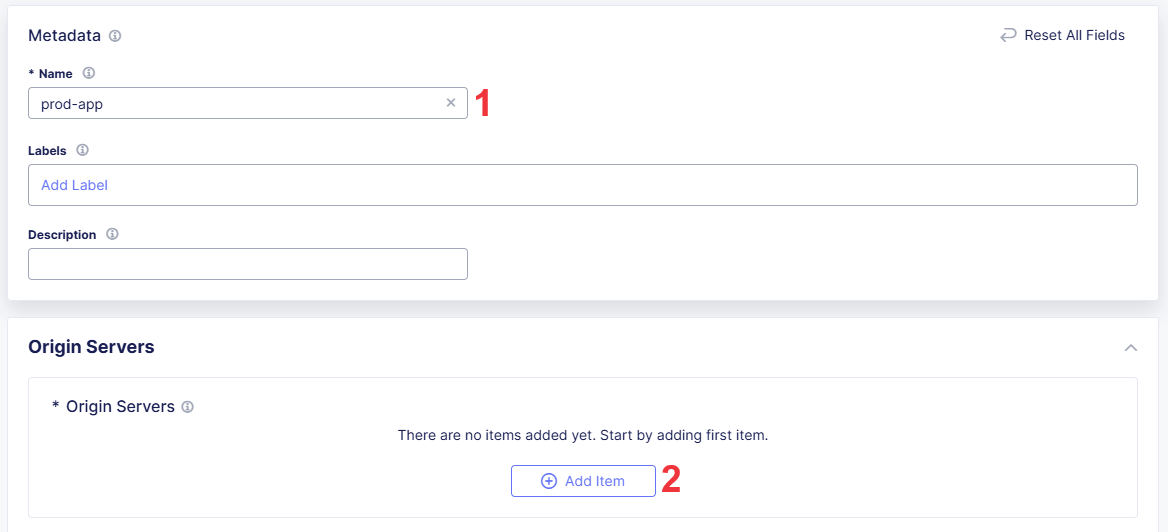 Metadata
Reset All Fields
* Name
prod-app
1
Labels
Add Label
Description
Origin Servers
* Origin Servers
There are no items added yet. Start by adding first item.
Add Item
2